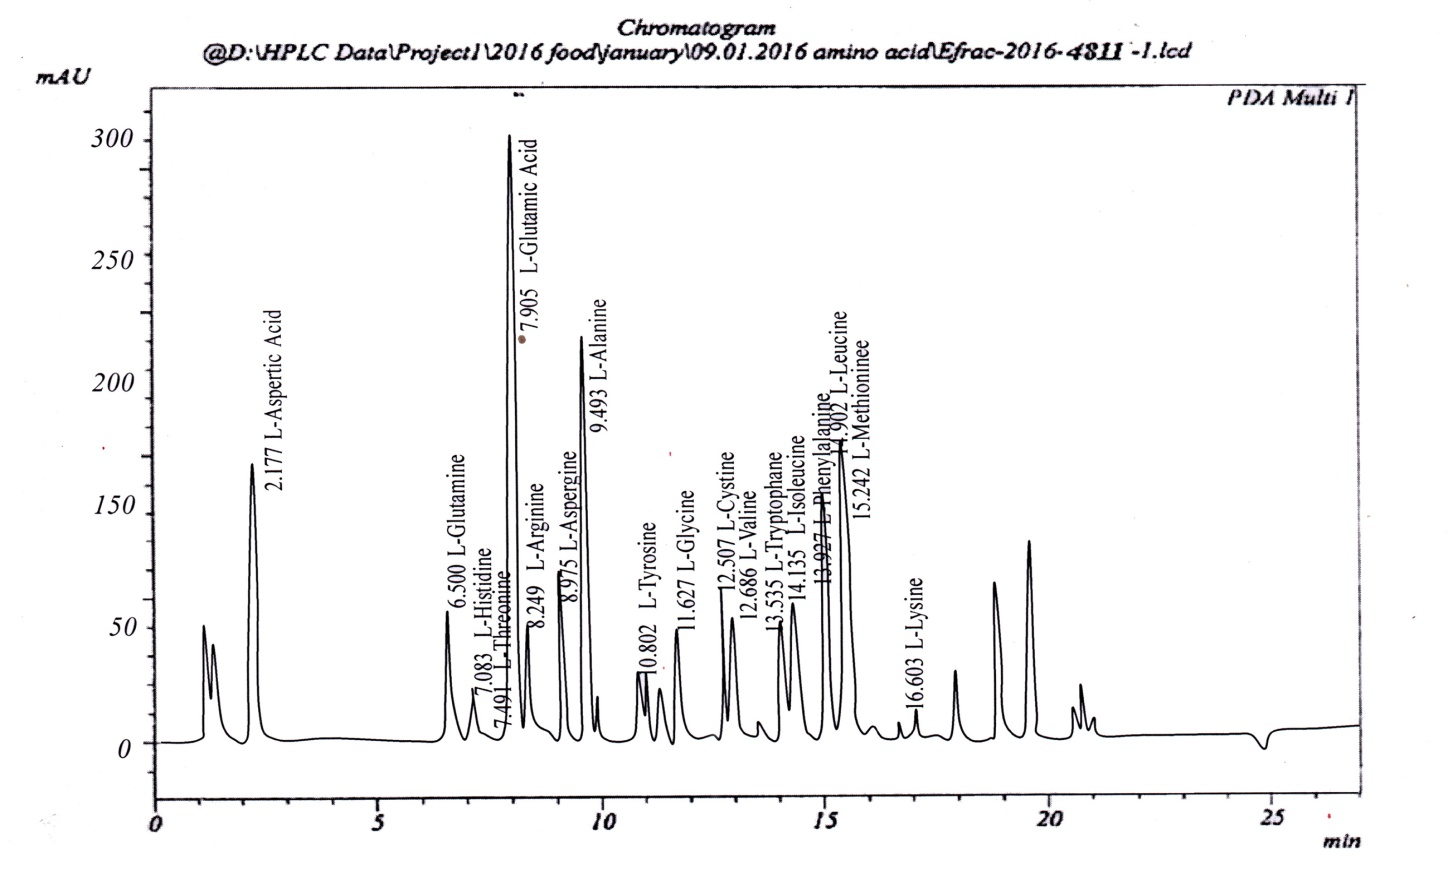 Chromatogram
@D:\HPLC Data\Project1\2016 food\january\09.01.2016 amino acid\Efrac-2016-4811 -1.lcd
mAU
PDA Multi 1
300
250
200
150
50
0
2.177 L-Aspertic Acid
6.500 L-Glutamine
7.083 L-Histidine
7.491 L-Threonine
7.905 L-Glutamic Acid
8.249 L-Arginine
8.975 L-Aspergine
9.493 L-Alanine
10.802 L-Tyrosine
11.627 L-Glycine
12.507 L-Cystine
12.686 L-Valine
13.535 L-Tryptophane
14.135 L-Isoleucine
13.927 L-Phenylalanine
14.902 L-Leucine
15.242 L-Methioninee
16.603 L-Lysine
0 5 10 15 20 25
min